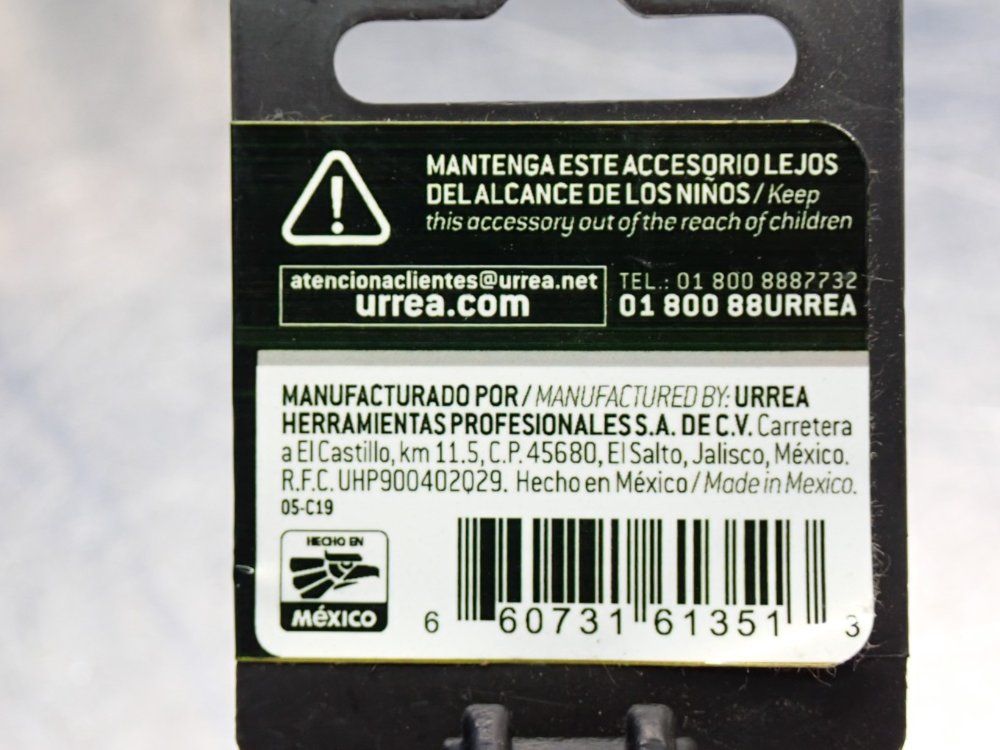 MANTENGA ESTE ACCESORIO LEJOS
DEL ALCANCE DE LOS NIÑOS / Keep
this accessory out of the reach of children
atencionaclientes@urrea.net
urrea.com
TEL.: 01 800 8887732
01 800 88URREA
MANUFACTURADO POR / MANUFACTURED BY: URREA
HERRAMIENTAS PROFESIONALES S.A. DE C.V. Carretera
a El Castillo, km 11.5, C.P. 45680, El Salto, Jalisco, México.
R.F.C. UHP900402Q29. Hecho en México / Made in Mexico.
05-C19
HECHO EN
MÉXICO
6 60731 61351 3